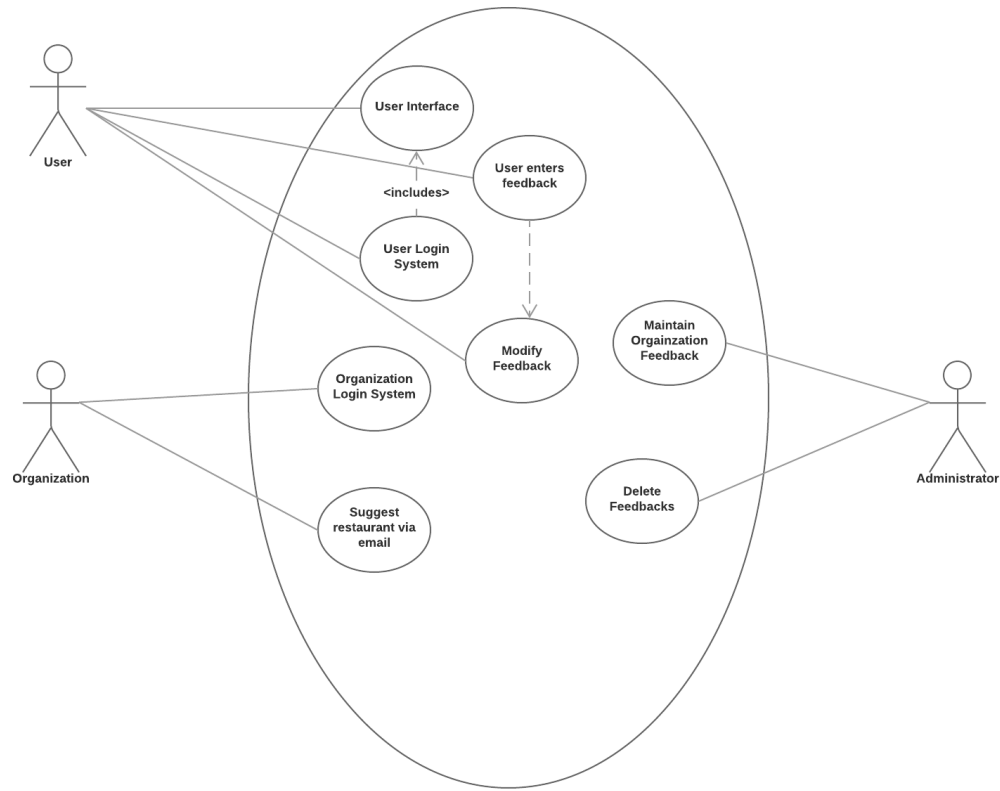 User
User Interface
User enters
feedback
<includes>
User Login
System
Modify
Feedback
Maintain
Orgainzation
Feedback
Organization
Organization
Login System
Suggest
restaurant via
email
Delete
Feedbacks
Administrator